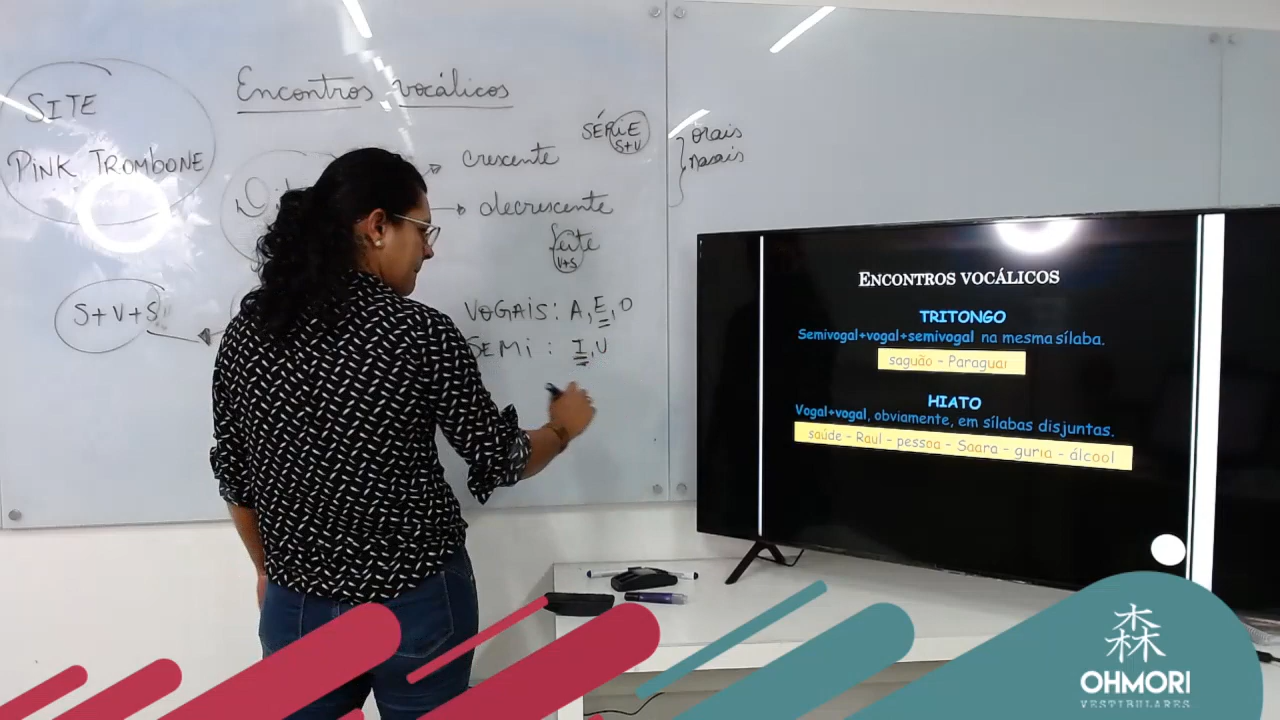 SITE
PINK TROMBONE
Encontros vocálicos
crescente
SÉRIE
S+V
orais
nasais
decrescente
V+S
S+V+S
VOGAIS: A, E, O
SEMI: I, U
ENCONTROS VOCÁLICOS
TRITONGO
Semivogal+vogal+semivogal na mesma sílaba.
saguão - Paraguai
HIATO
Vogal+vogal, obviamente, em sílabas disjuntas.
saúde - Raul - pessoa - Saara - guria - álcool
森
OHMORI
VESTIBULARES